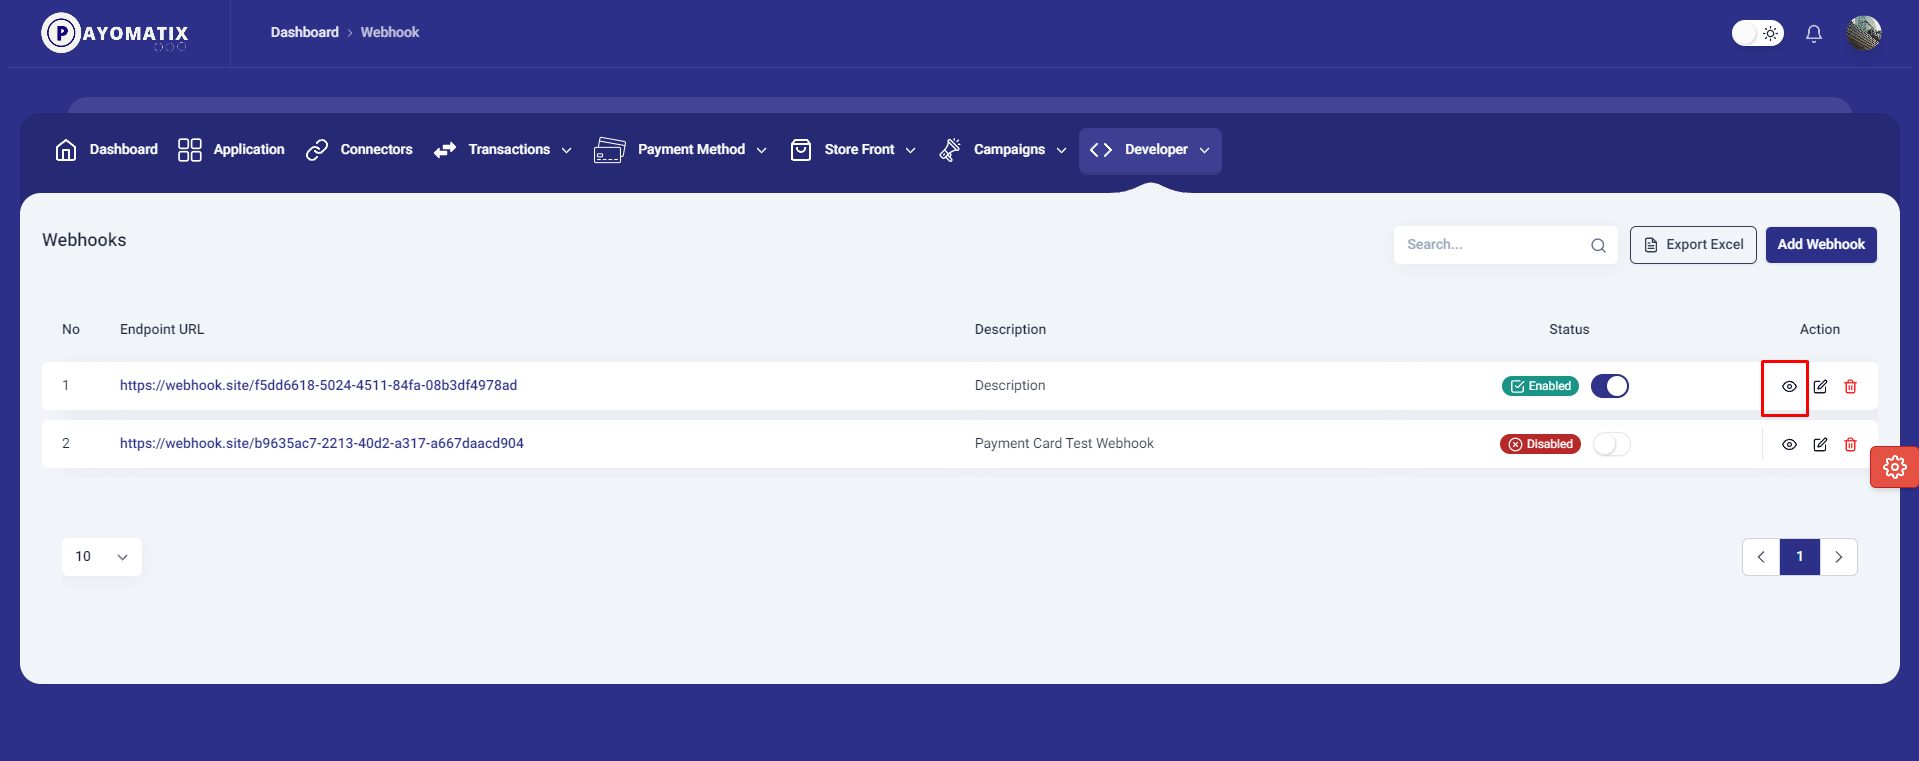 PAYOMATIX
Dashboard > Webhook
Dashboard Application Connectors Transactions Payment Method Store Front Campaigns Developer
Webhooks
Search... Export Excel Add Webhook
No Endpoint URL Description Status Action
1 https://webhook.site/f5dd6618-5024-4511-84fa-08b3df4978ad Description Enabled
2 https://webhook.site/b9635ac7-2213-40d2-a317-a667daacd904 Payment Card Test Webhook Disabled
10 1